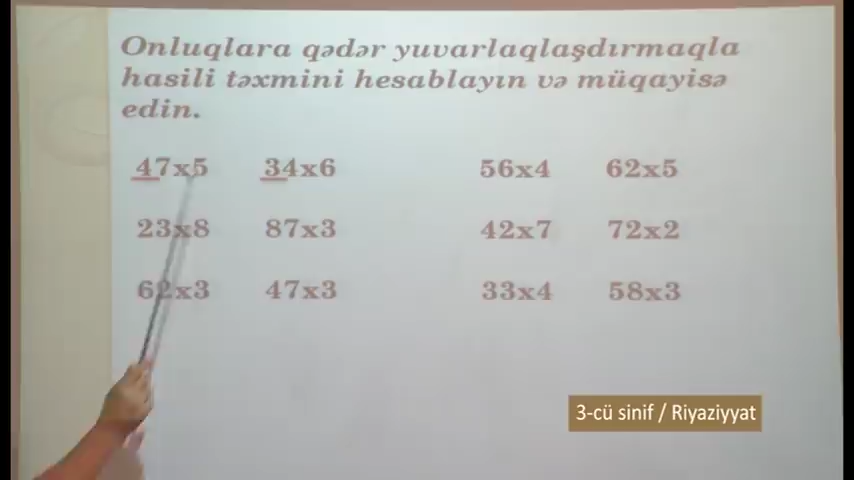 Onluqlara qədər yuvarlaqlaşdırmaqla
hasili təxmini hesablayın və müqayisə
edin.
47x5 34x6 56x4 62x5
23x8 87x3 42x7 72x2
62x3 47x3 33x4 58x3
3-cü sinif / Riyaziyyat